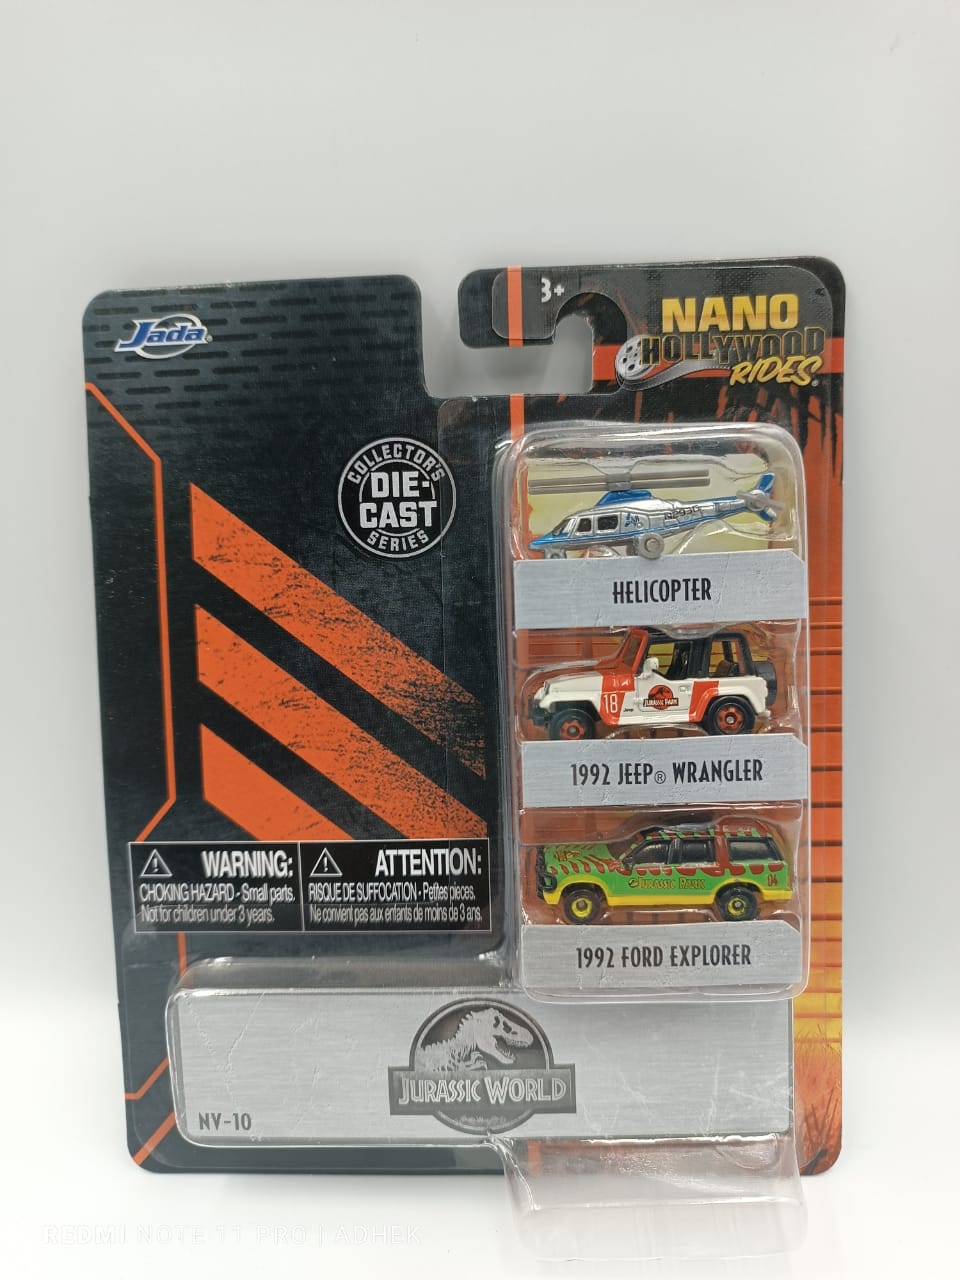 Jada
3+
NANO
HOLLYWOOD
RIDES
COLLECTOR'S
DIE-
CAST
SERIES
HELICOPTER
18
Jeep
JURASSIC PARK
1992 JEEP® WRANGLER
JURASSIC PARK
04
1992 FORD EXPLORER
WARNING:
CHOKING HAZARD - Small parts.
Not for children under 3 years.
ATTENTION:
RISQUE DE SUFFOCATION - Petites pièces.
Ne convient pas aux enfants de moins de 3 ans.
JURASSIC WORLD
NV-10
REDMI NOTE 11 PRO | ADHEK